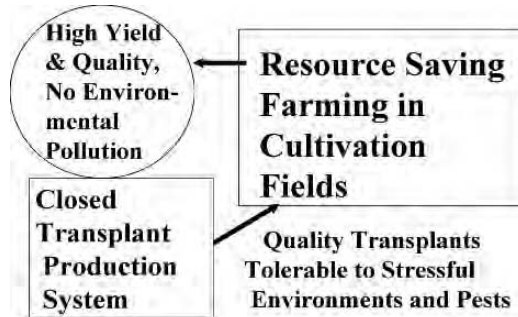 High Yield
& Quality,
No Environ-
mental
Pollution
Resource Saving
Farming in
Cultivation
Fields
Closed
Transplant
Production
System
Quality Transplants
Tolerable to Stressful
Environments and Pests